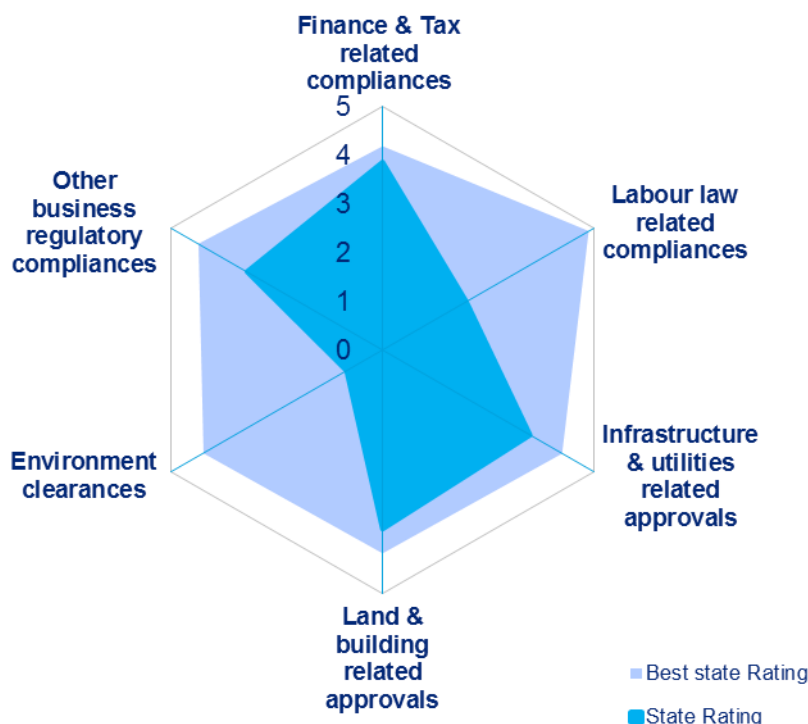 Finance & Tax
related
compliances
5
4
3
2
1
0
Other
business
regulatory
compliances
Labour law
related
compliances
Environment
clearances
Infrastructure
& utilities
related
approvals
Land &
building
related
approvals
Best state Rating
State Rating